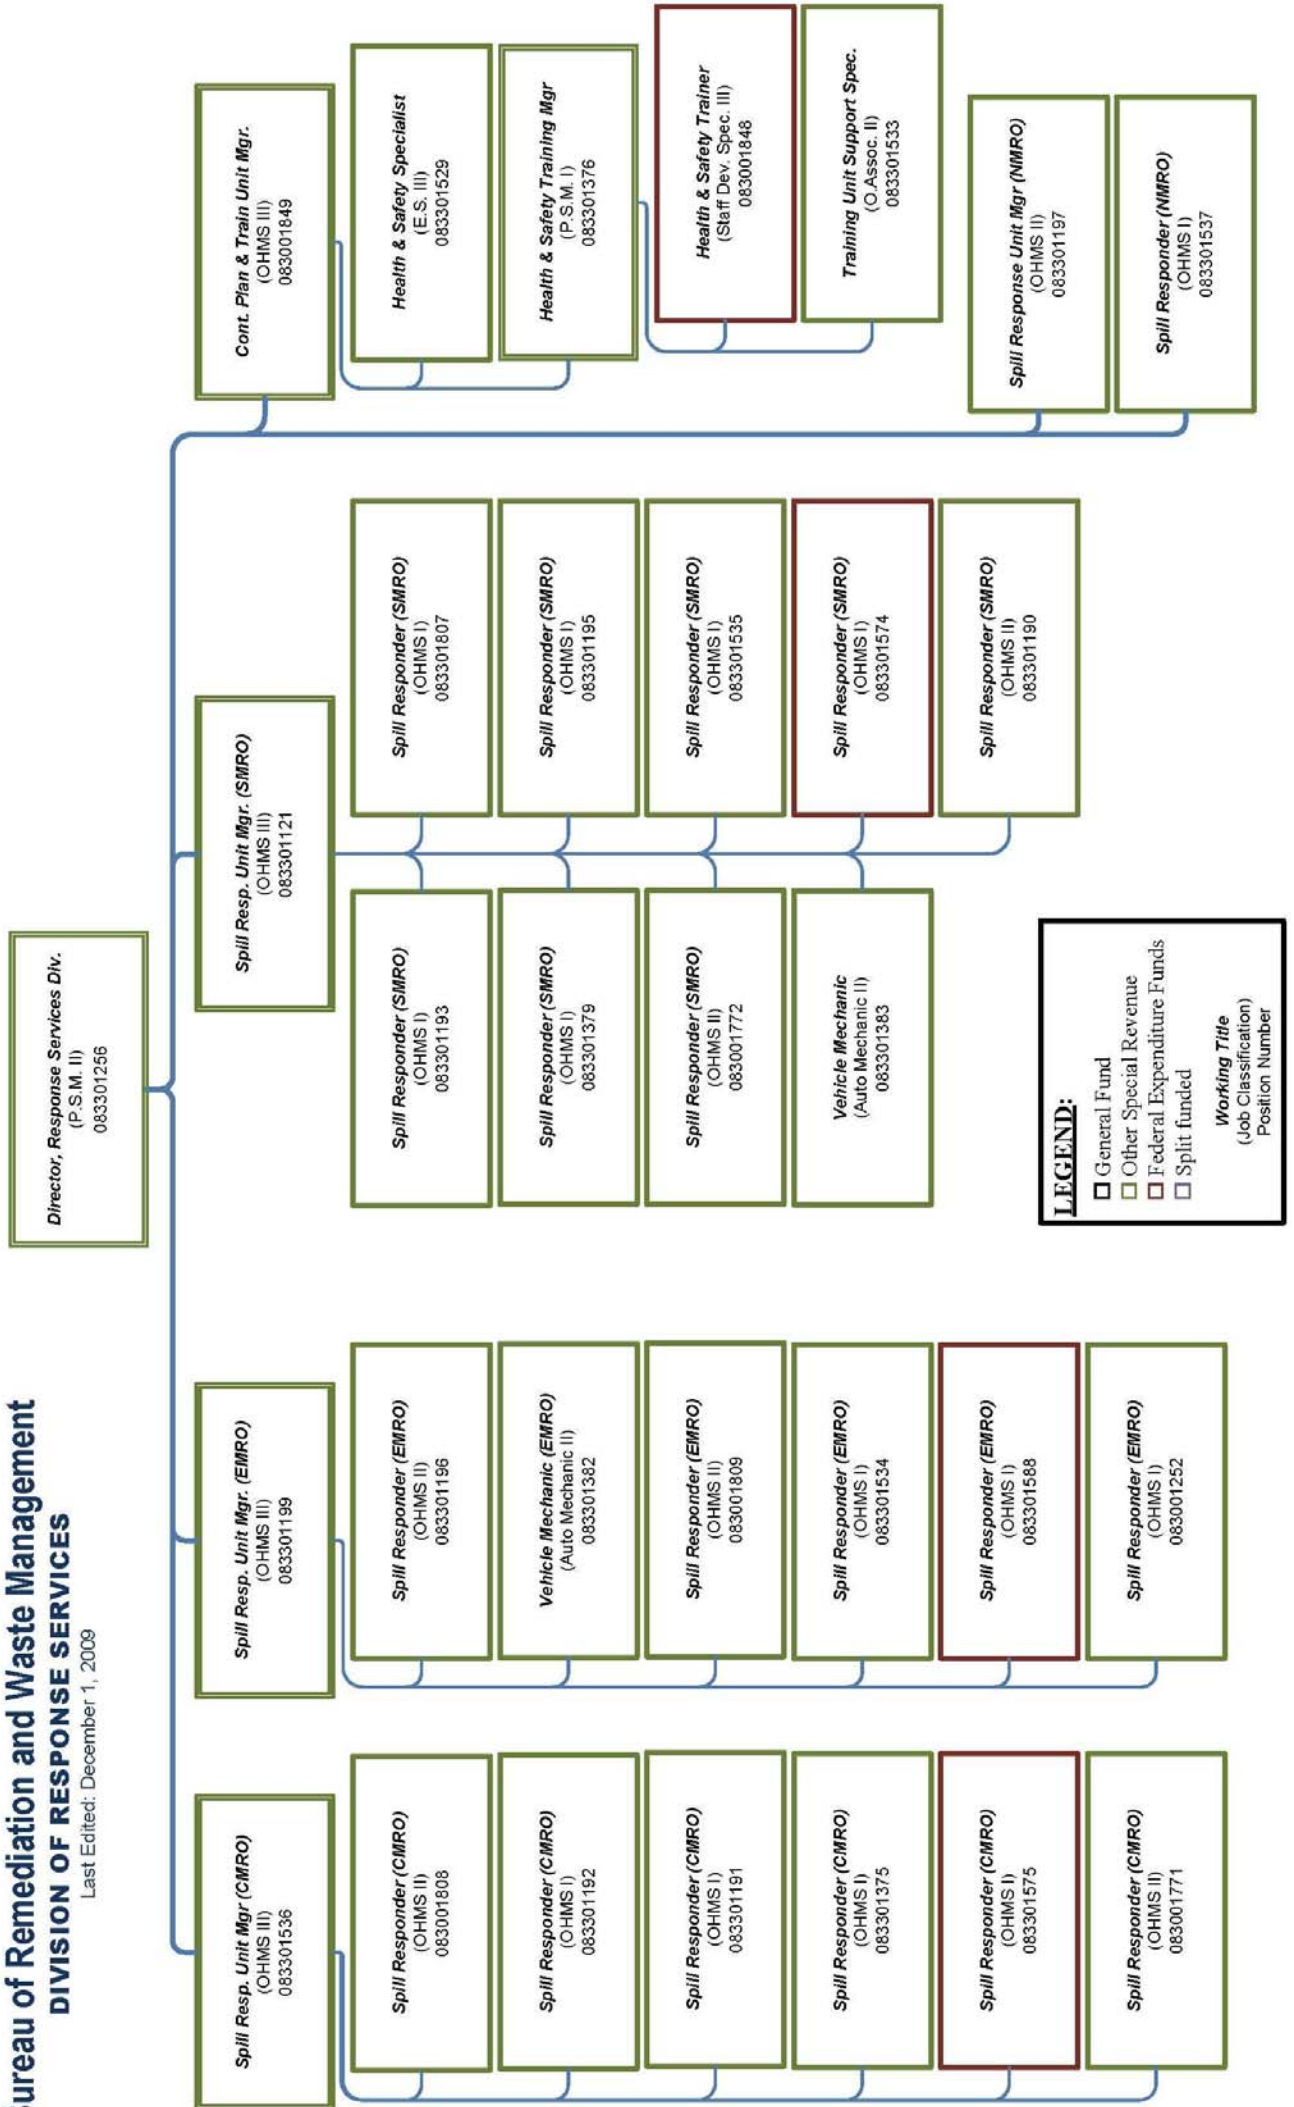 ureau of Remediation and Waste Management
DIVISION OF RESPONSE SERVICES
Last Edited: December 1, 2009
Director, Response Services Div.
(P.S.M. II)
083301256
Spill Resp. Unit Mgr (CMRO)
(OHMS III)
083301536
Spill Responder (CMRO)
(OHMS II)
083001808
Spill Responder (CMRO)
(OHMS I)
083301192
Spill Responder (CMRO)
(OHMS I)
083301191
Spill Responder (CMRO)
(OHMS I)
083301375
Spill Responder (CMRO)
(OHMS I)
083301575
Spill Responder (CMRO)
(OHMS II)
083001771
Spill Resp. Unit Mgr. (EMRO)
(OHMS III)
083301199
Spill Responder (EMRO)
(OHMS II)
083301196
Vehicle Mechanic (EMRO)
(Auto Mechanic II)
083301382
Spill Responder (EMRO)
(OHMS II)
083001809
Spill Responder (EMRO)
(OHMS I)
083301534
Spill Responder (EMRO)
(OHMS I)
083301588
Spill Responder (EMRO)
(OHMS I)
083001252
Spill Resp. Unit Mgr. (SMRO)
(OHMS III)
083301121
Spill Responder (SMRO)
(OHMS I)
083301193
Spill Responder (SMRO)
(OHMS I)
083301379
Spill Responder (SMRO)
(OHMS II)
083001772
Vehicle Mechanic
(Auto Mechanic II)
083301383
Spill Responder (SMRO)
(OHMS I)
083301807
Spill Responder (SMRO)
(OHMS I)
083301195
Spill Responder (SMRO)
(OHMS I)
083301535
Spill Responder (SMRO)
(OHMS I)
083301574
Spill Responder (SMRO)
(OHMS II)
083301190
Cont. Plan & Train Unit Mgr.
(OHMS III)
083001849
Health & Safety Specialist
(E.S. III)
083301529
Health & Safety Training Mgr
(P.S.M. I)
083301376
Health & Safety Trainer
(Staff Dev. Spec. III)
083001848
Training Unit Support Spec.
(O.Assoc. II)
083301533
Spill Response Unit Mgr (NMRO)
(OHMS II)
083301197
Spill Responder (NMRO)
(OHMS I)
083301537
LEGEND:
General Fund
Other Special Revenue
Federal Expenditure Funds
Split funded
Working Title
(Job Classification)
Position Number